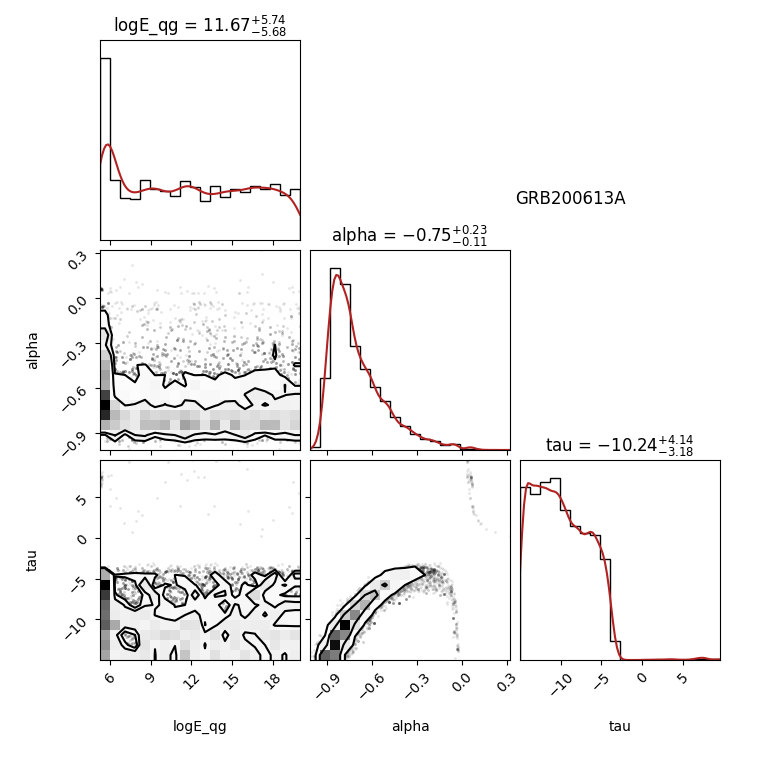 logE_qg = 11.67^{+5.74}_{−5.68}
GRB200613A
alpha = −0.75^{+0.23}_{−0.11}
0.3
0.0
−0.3
−0.6
−0.9
alpha
tau = −10.24^{+4.14}_{−3.18}
5
0
−5
−10
tau
6 9 12 15 18
−0.9 −0.6 −0.3 0.0 0.3
−10 −5 0 5
logE_qg alpha tau